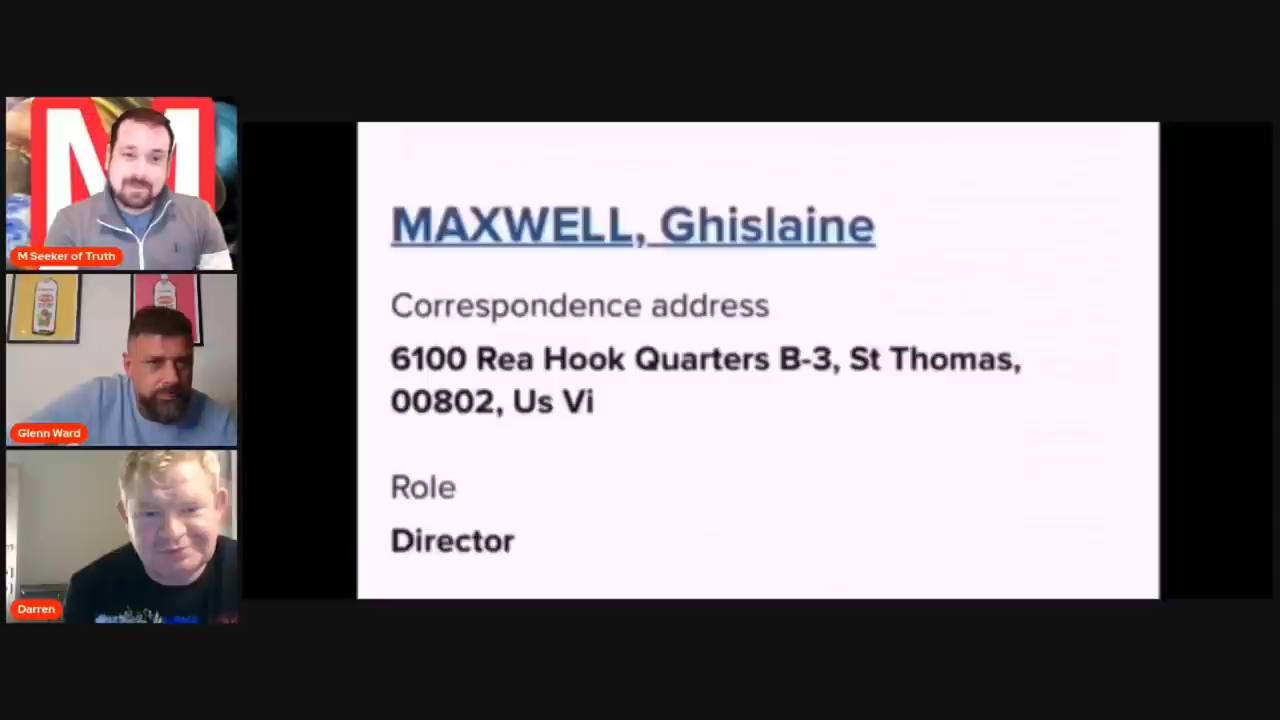 M
M Seeker of Truth
Glenn Ward
Darren
MAXWELL, Ghislaine
Correspondence address
6100 Rea Hook Quarters B-3, St Thomas,
00802, Us Vi
Role
Director